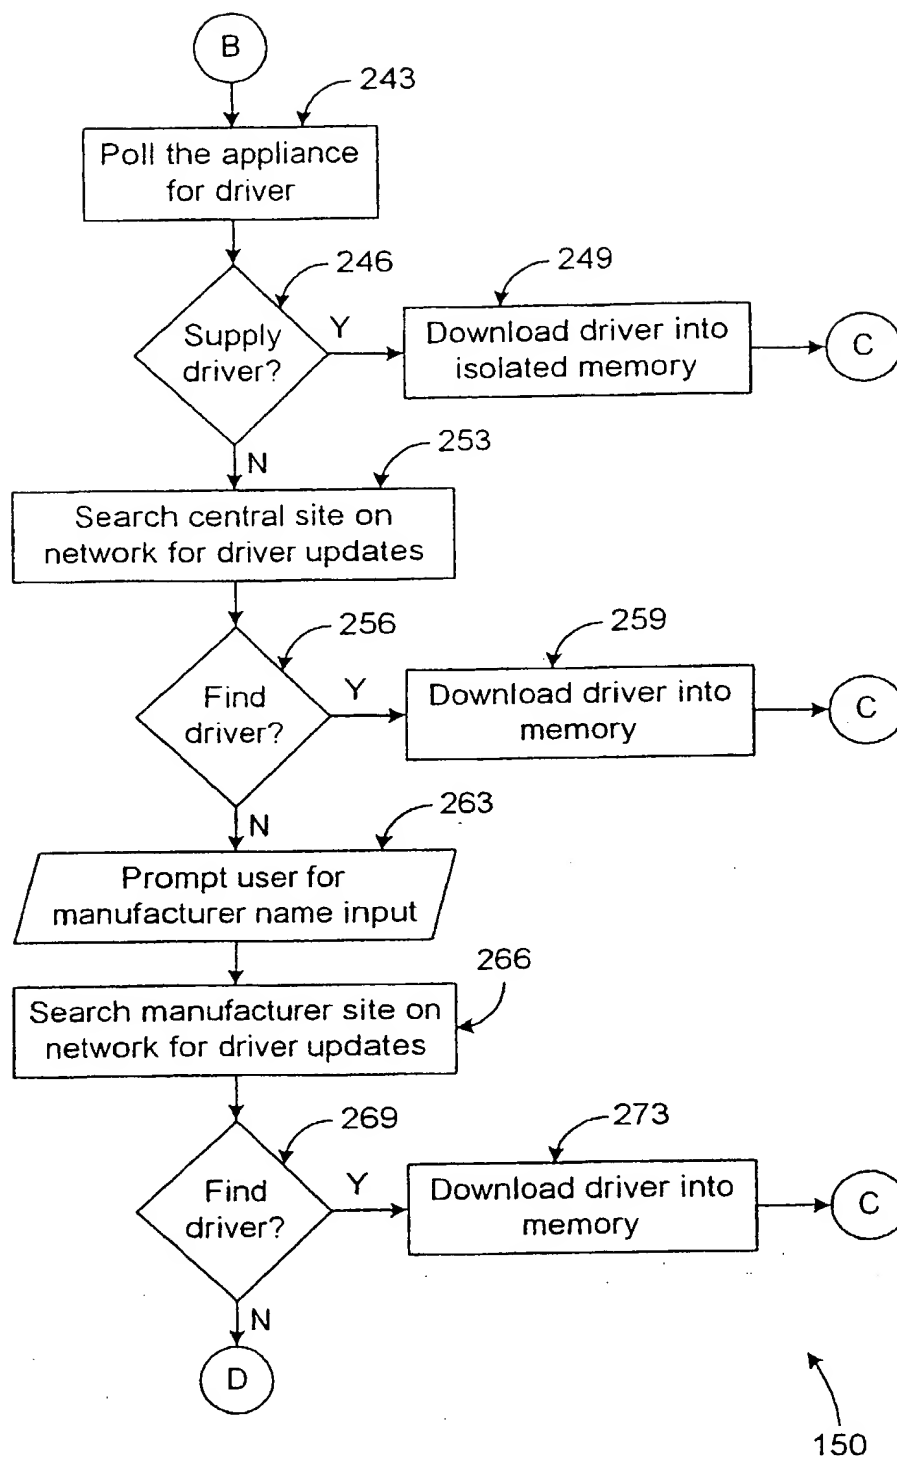 B
243
Poll the appliance
for driver
246
249
Supply
driver?
Y
Download driver into
isolated memory
C
N
253
Search central site on
network for driver updates
256
259
Find
driver?
Y
Download driver into
memory
C
N
263
Prompt user for
manufacturer name input
266
Search manufacturer site on
network for driver updates
269
273
Find
driver?
Y
Download driver into
memory
C
N
D
150